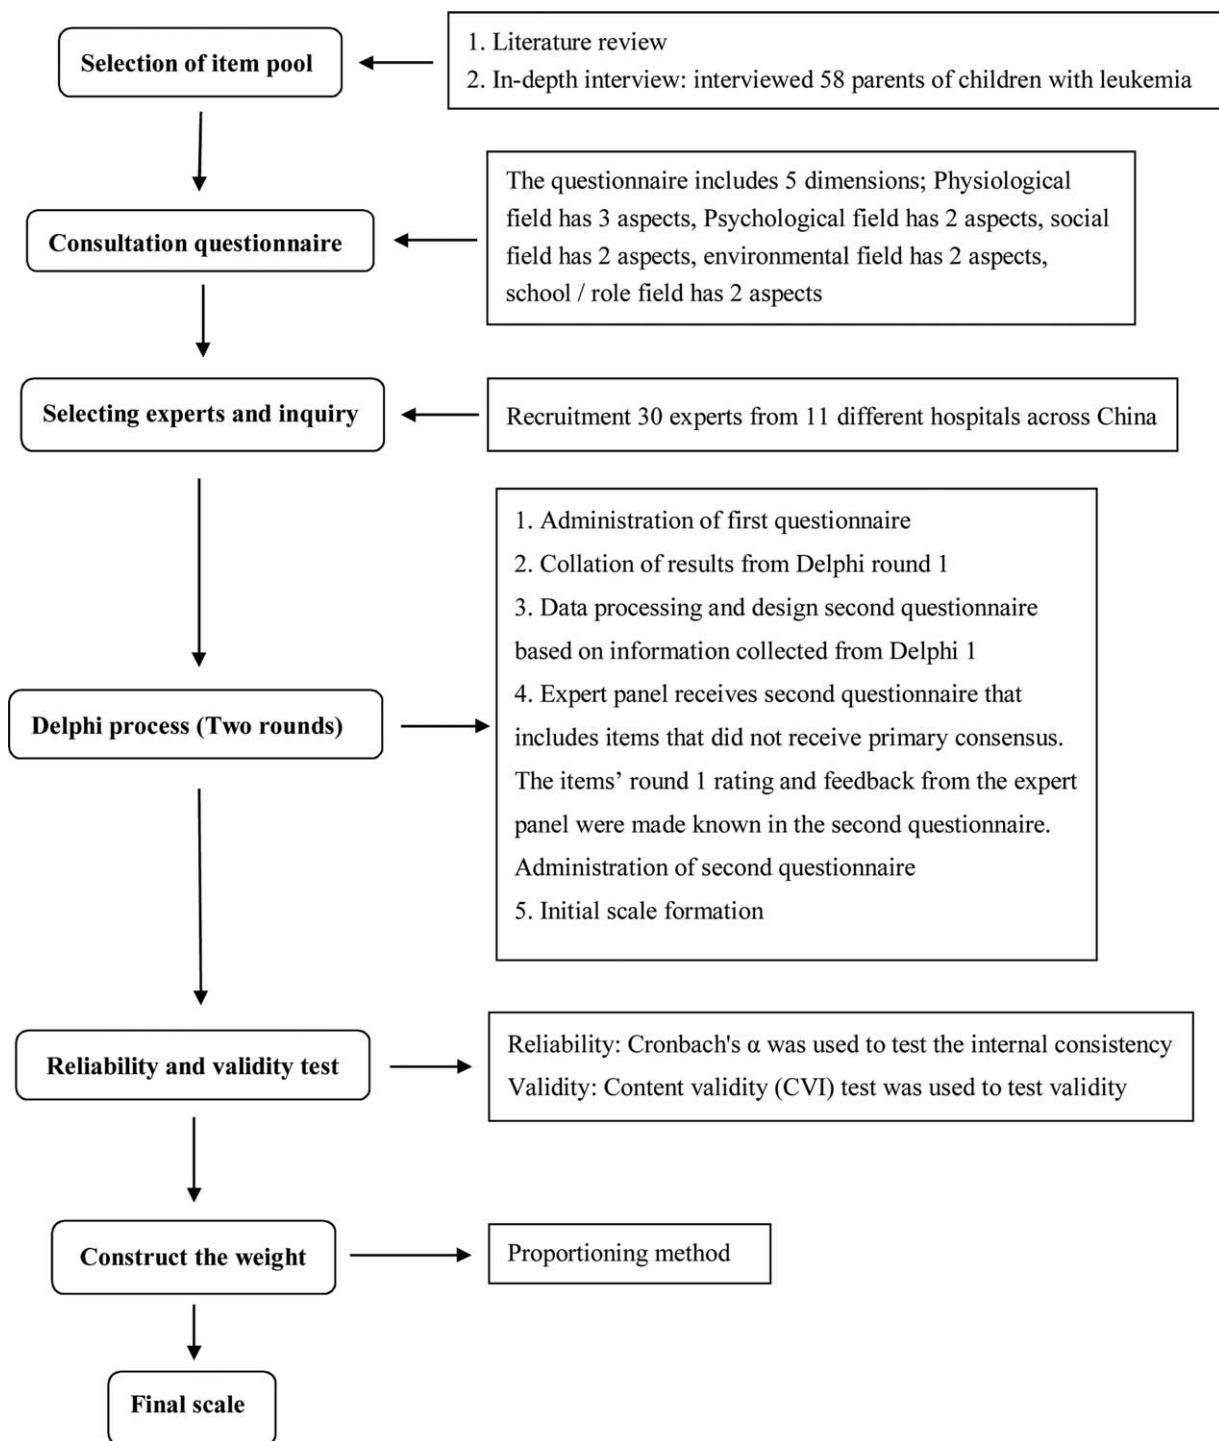 Selection of item pool
1. Literature review
2. In-depth interview: interviewed 58 parents of children with leukemia
Consultation questionnaire
The questionnaire includes 5 dimensions; Physiological
field has 3 aspects, Psychological field has 2 aspects, social
field has 2 aspects, environmental field has 2 aspects,
school / role field has 2 aspects
Selecting experts and inquiry
Recruitment 30 experts from 11 different hospitals across China
Delphi process (Two rounds)
1. Administration of first questionnaire
2. Collation of results from Delphi round 1
3. Data processing and design second questionnaire
based on information collected from Delphi 1
4. Expert panel receives second questionnaire that
includes items that did not receive primary consensus.
The items’ round 1 rating and feedback from the expert
panel were made known in the second questionnaire.
Administration of second questionnaire
5. Initial scale formation
Reliability and validity test
Reliability: Cronbach's α was used to test the internal consistency
Validity: Content validity (CVI) test was used to test validity
Construct the weight
Proportioning method
Final scale